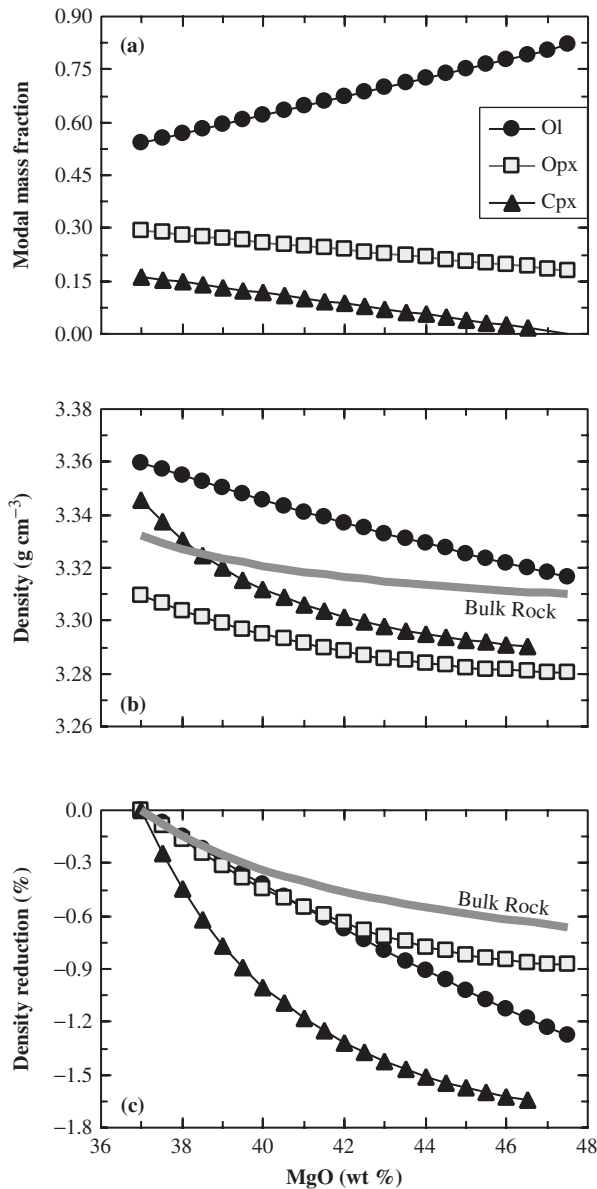 0.90
(a)
0.75
0.60
0.45
0.30
0.15
0.00
Modal mass fraction
Ol
Opx
Cpx
3.38
3.36
3.34
3.32
3.30
3.28
3.26
Density (g cm⁻³)
Bulk Rock
(b)
0.0
−0.3
−0.6
−0.9
−1.2
−1.5
−1.8
Density reduction (%)
Bulk Rock
(c)
36 38 40 42 44 46 48
MgO (wt %)